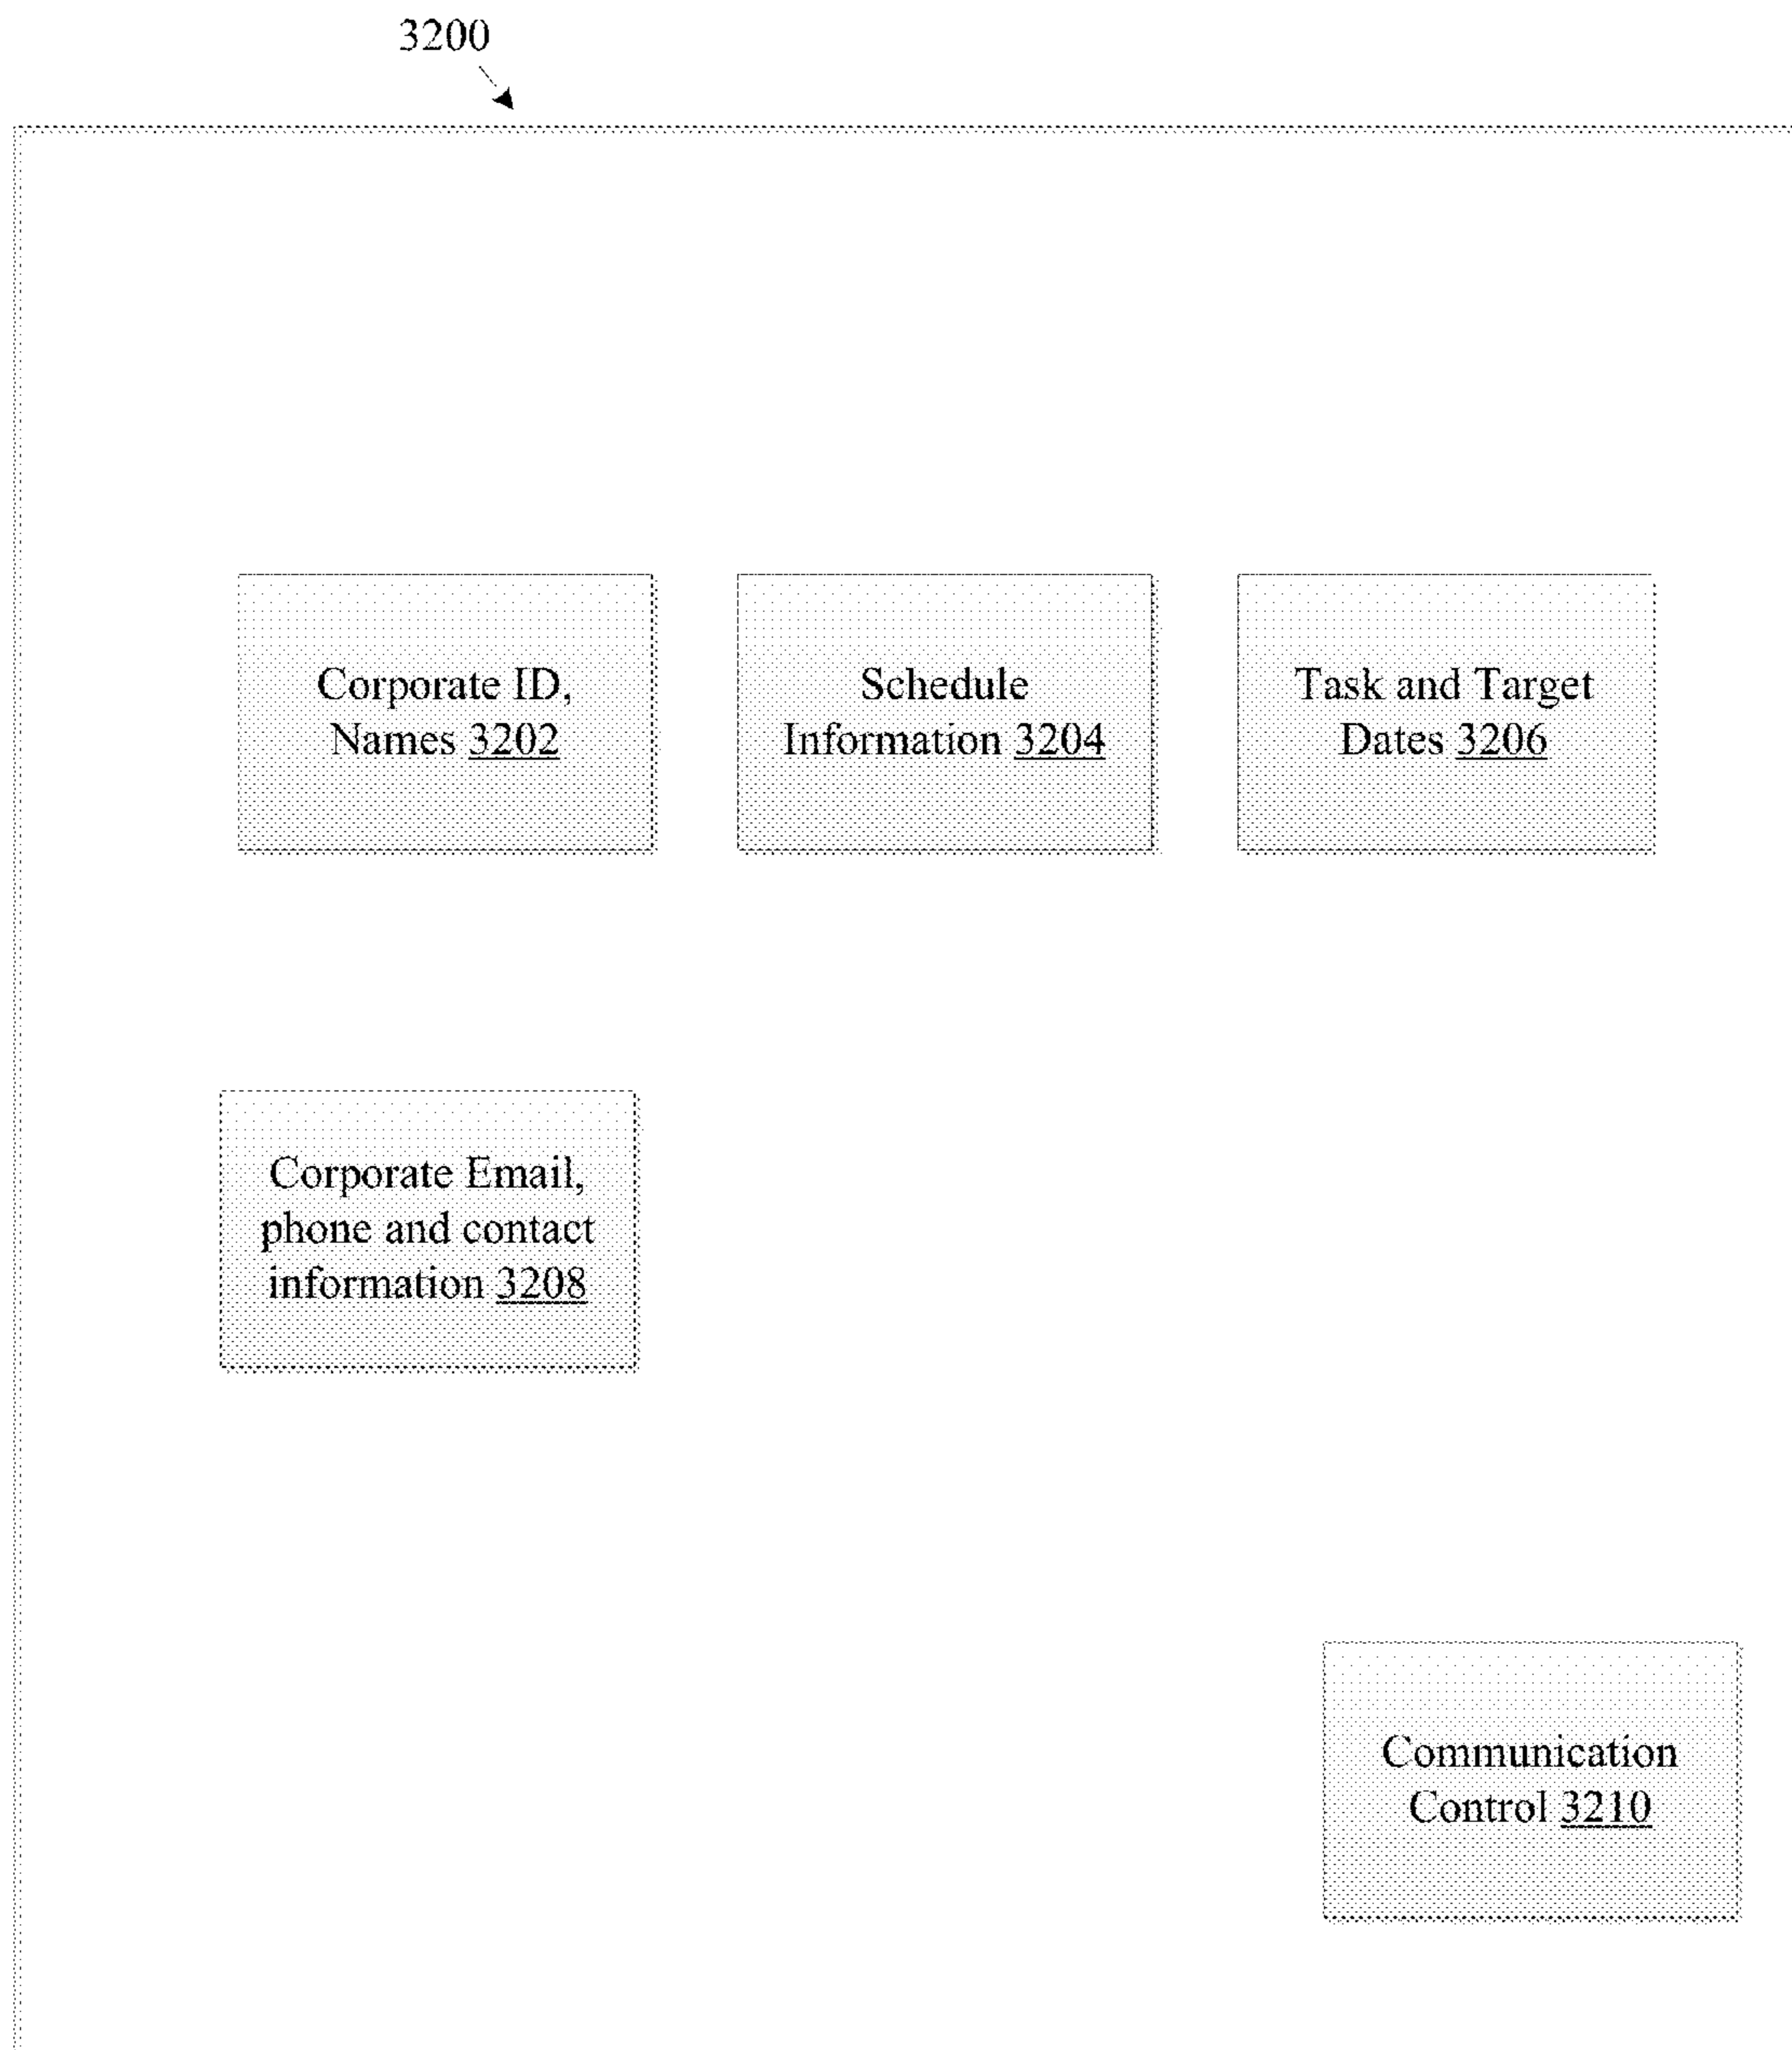 3200
Corporate ID,
Names 3202
Schedule
Information 3204
Task and Target
Dates 3206
Corporate Email,
phone and contact
information 3208
Communication
Control 3210